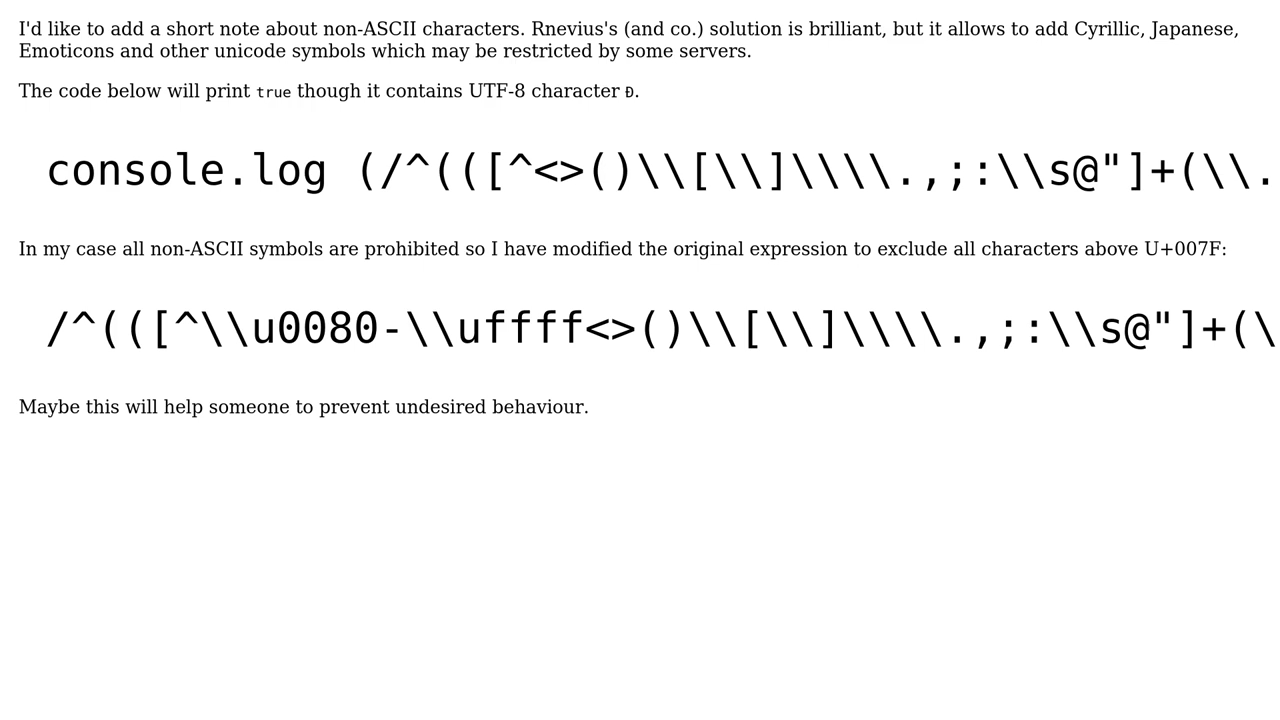 I'd like to add a short note about non-ASCII characters. Rnevius's (and co.) solution is brilliant, but it allows to add Cyrillic, Japanese,
Emoticons and other unicode symbols which may be restricted by some servers.
The code below will print true though it contains UTF-8 character Đ.
console.log (/^(([^<>()\\[\\]\\\\.,;:\\s@"]+(\\.
In my case all non-ASCII symbols are prohibited so I have modified the original expression to exclude all characters above U+007F:
/^(([^\\u0080-\\uffff<>()\\[\\]\\\\.,;:\\s@"]+(\
Maybe this will help someone to prevent undesired behaviour.